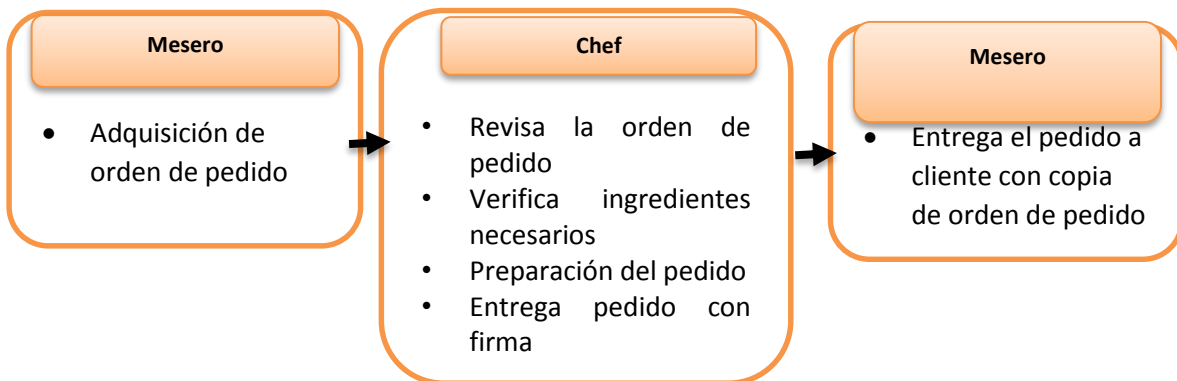 Mesero
• Adquisición de
orden de pedido
Chef
• Revisa la orden de
pedido
• Verifica ingredientes
necesarios
• Preparación del pedido
• Entrega pedido con
firma
Mesero
• Entrega el pedido a
cliente con copia
de orden de pedido